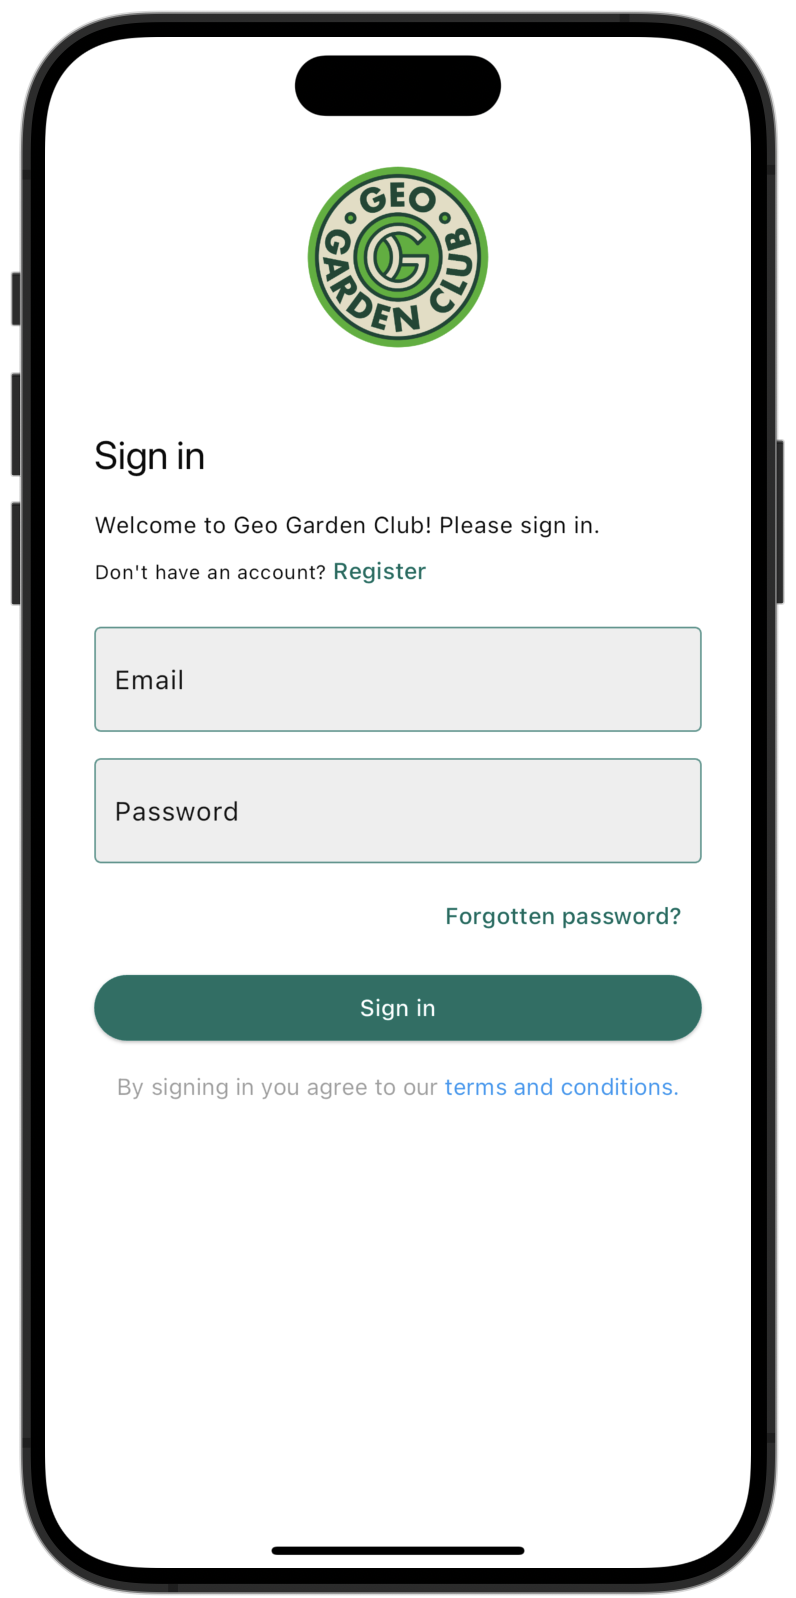 GEO
GARDEN CLUB
G
Sign in
Welcome to Geo Garden Club! Please sign in.
Don't have an account? Register
Email
Password
Forgotten password?
Sign in
By signing in you agree to our terms and conditions.